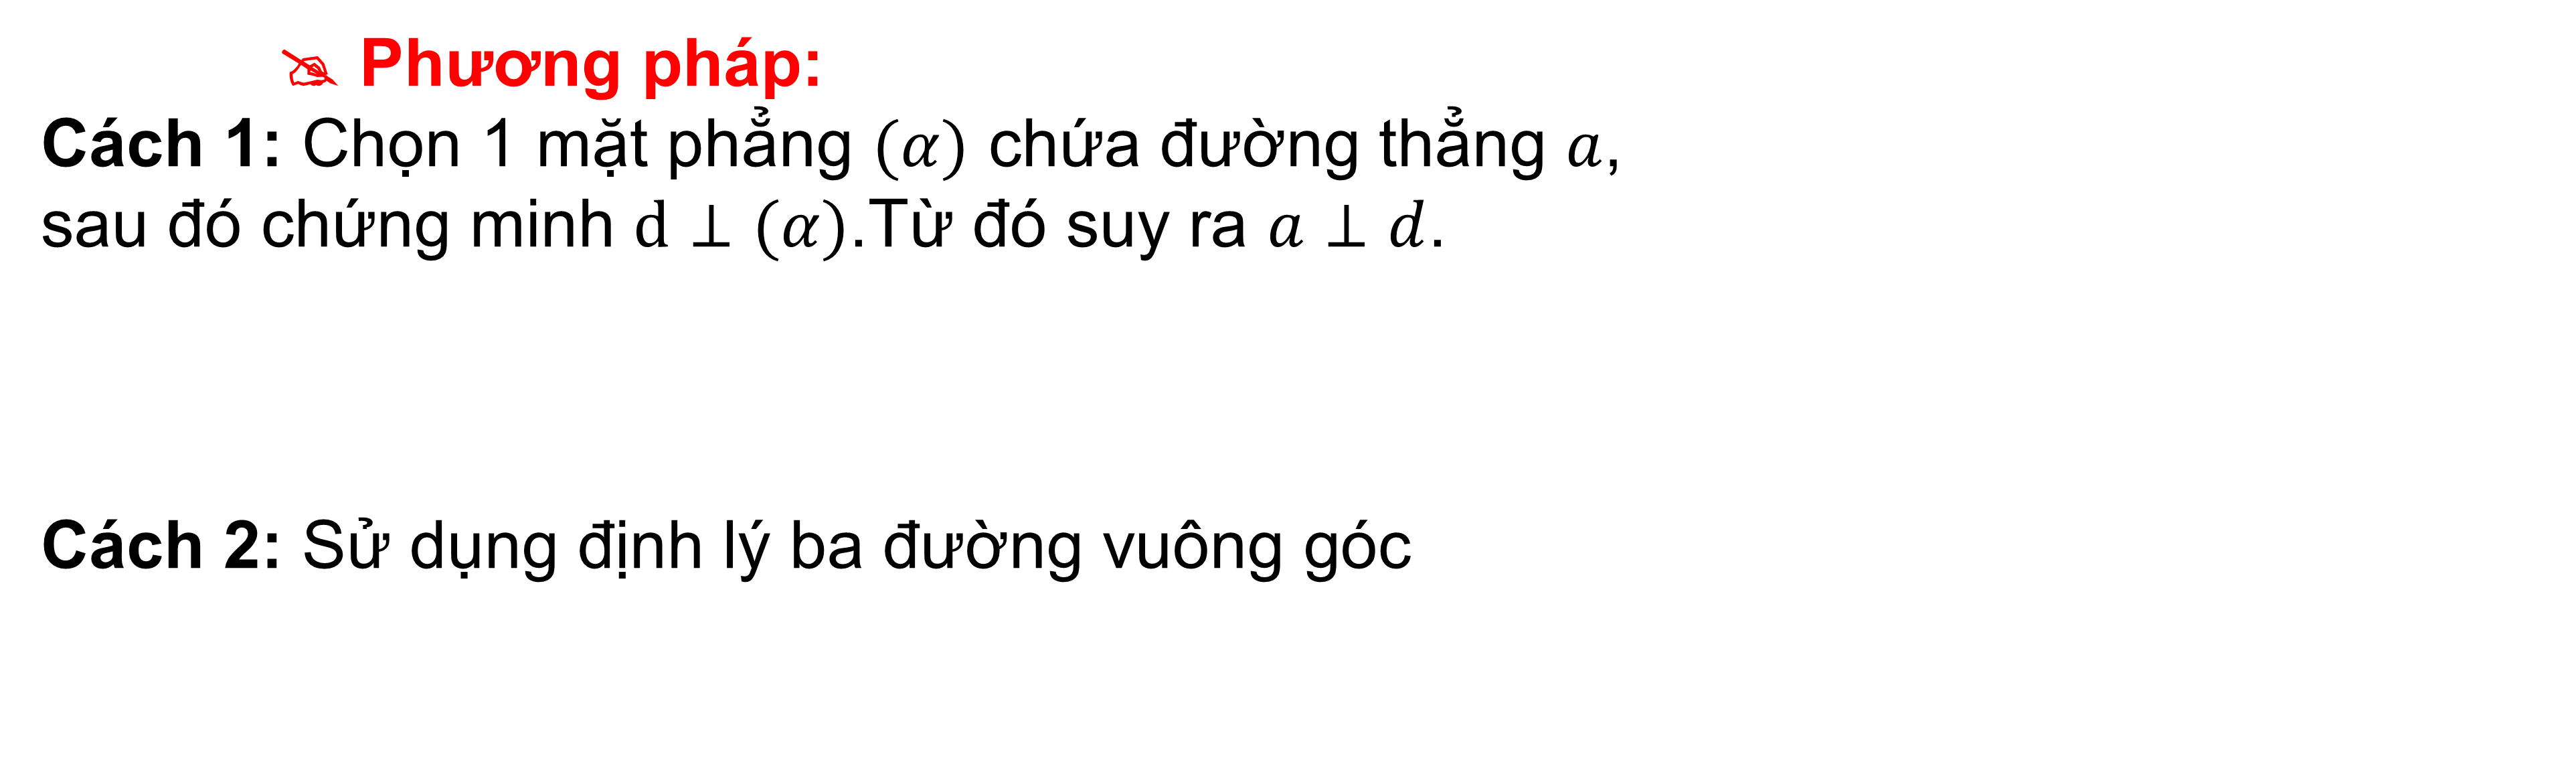 Phương pháp:
Cách 1: Chọn 1 mặt phẳng (α) chứa đường thẳng a,
sau đó chứng minh d ⊥ (α).Từ đó suy ra a ⊥ d.
Cách 2: Sử dụng định lý ba đường vuông góc